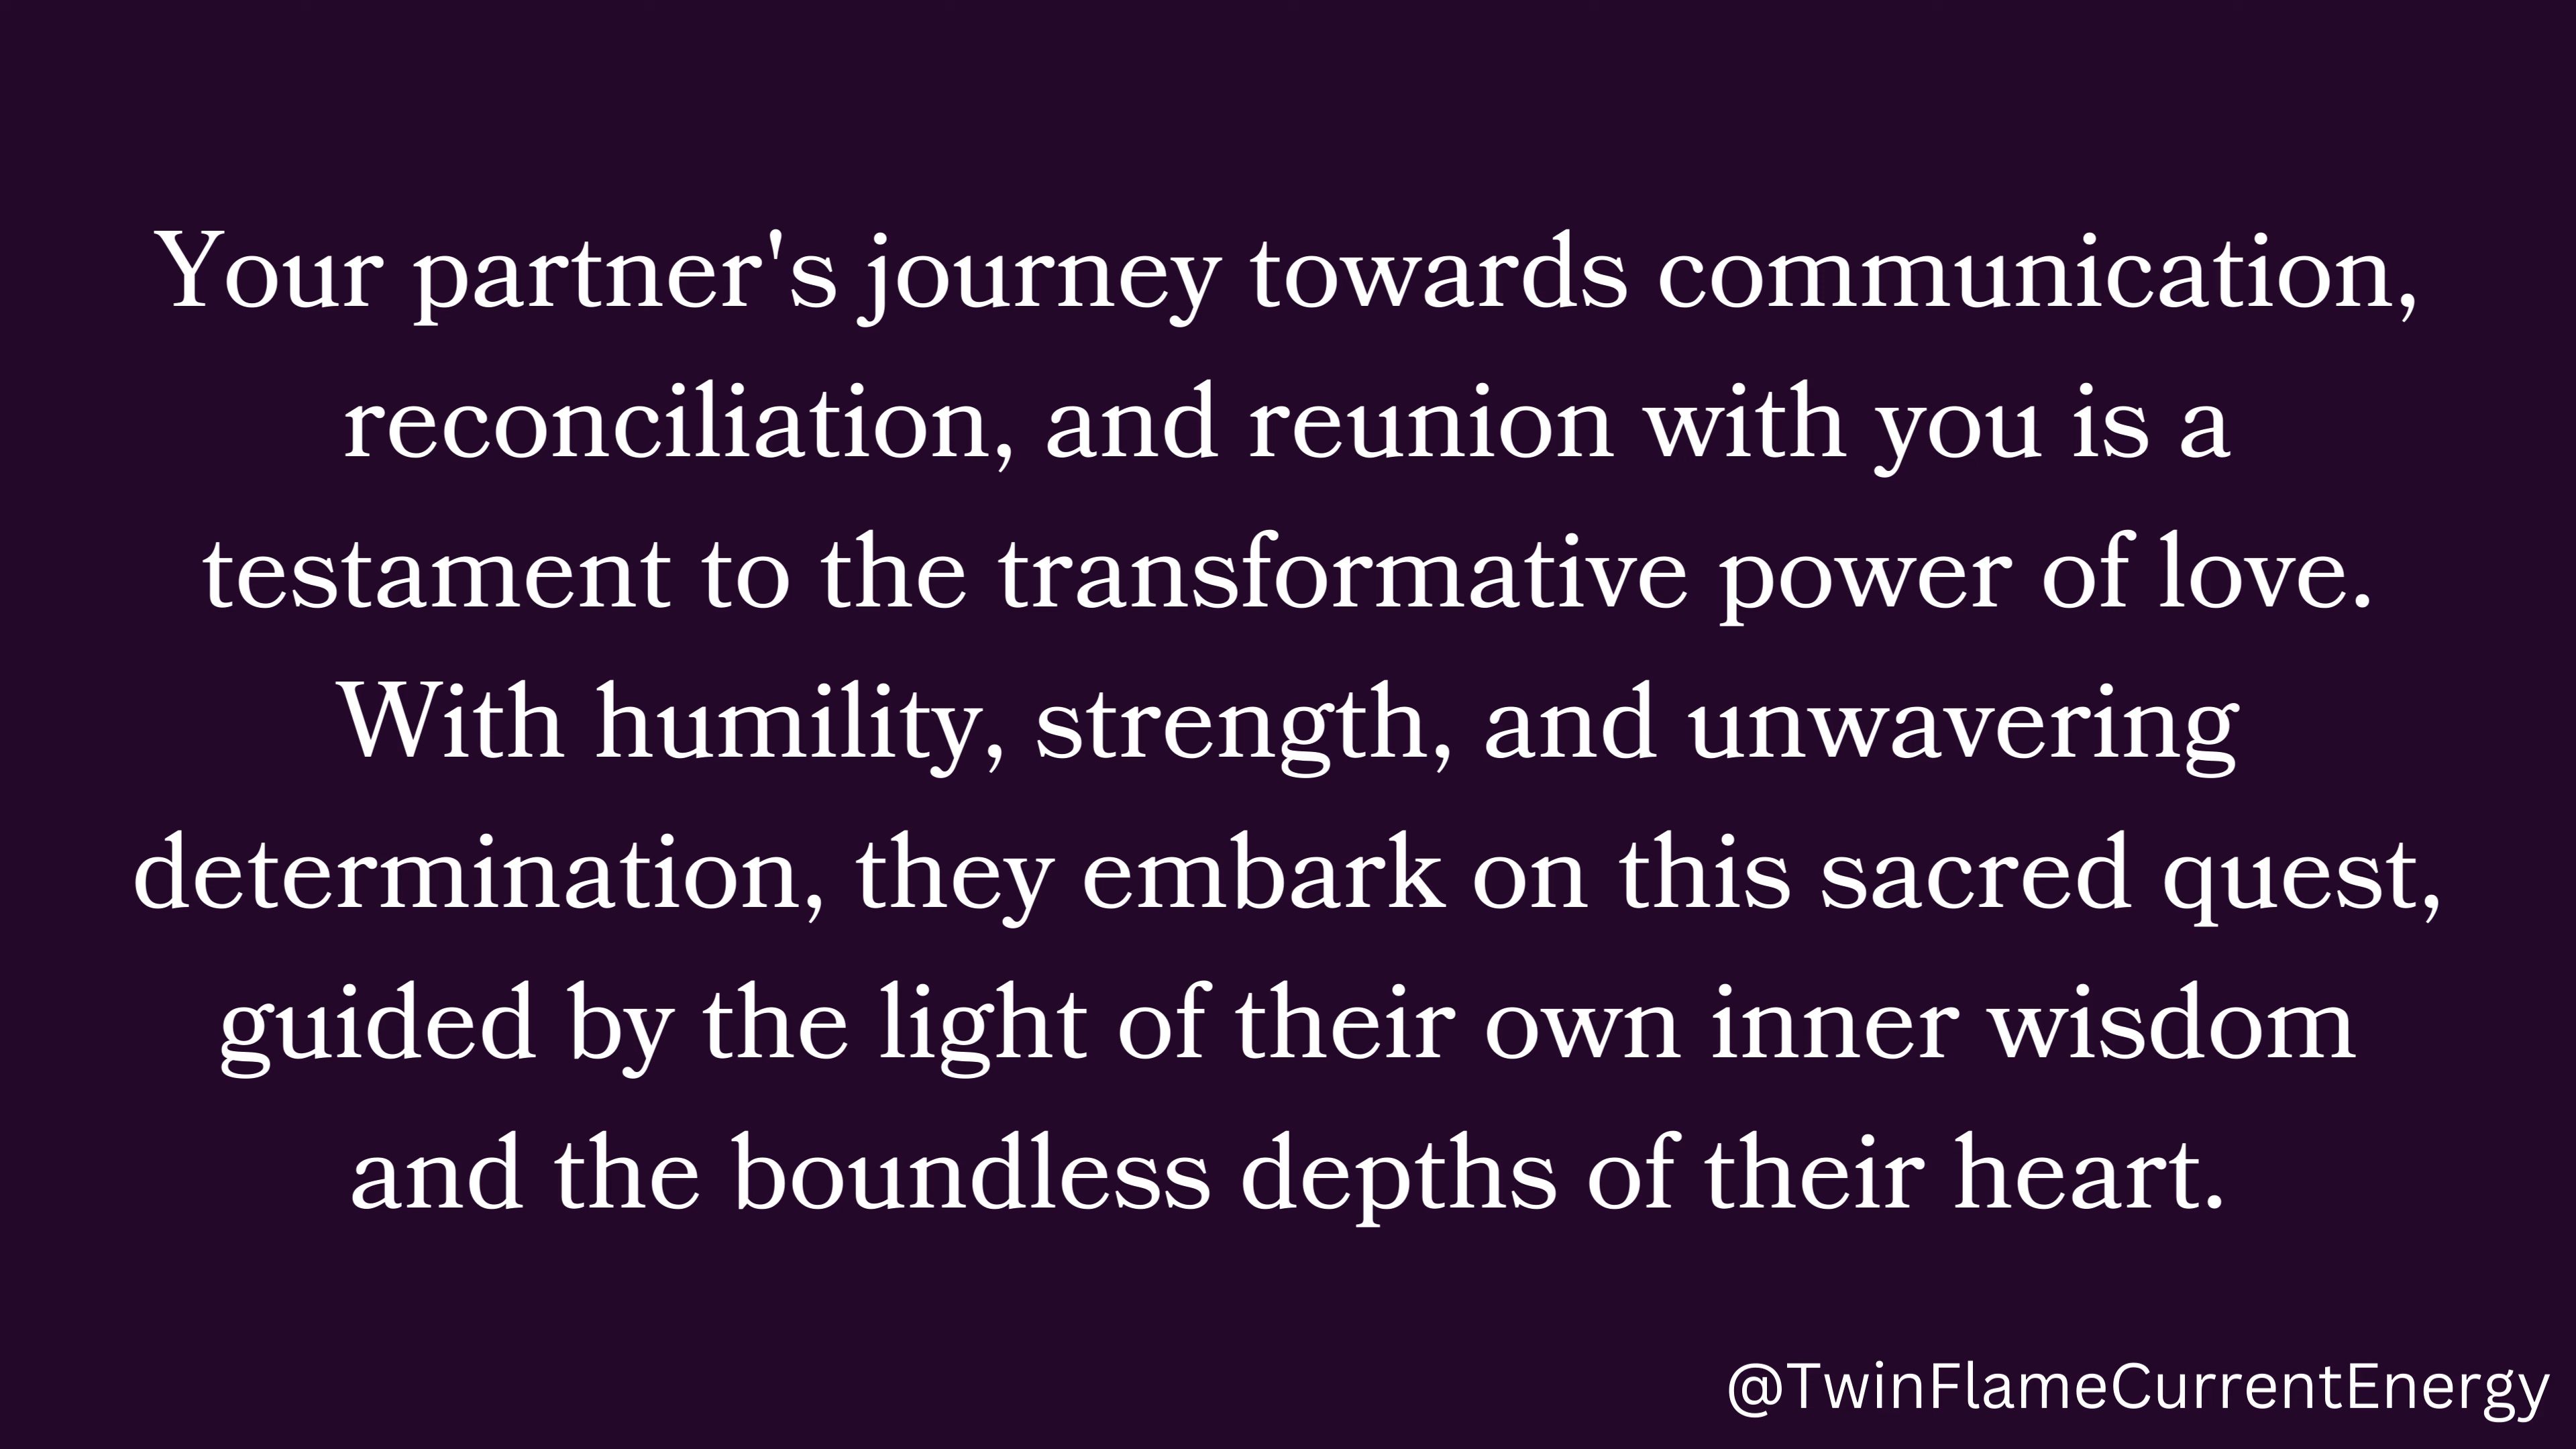 Your partner's journey towards communication,
reconciliation, and reunion with you is a
testament to the transformative power of love.
With humility, strength, and unwavering
determination, they embark on this sacred quest,
guided by the light of their own inner wisdom
and the boundless depths of their heart.
@TwinFlameCurrentEnergy